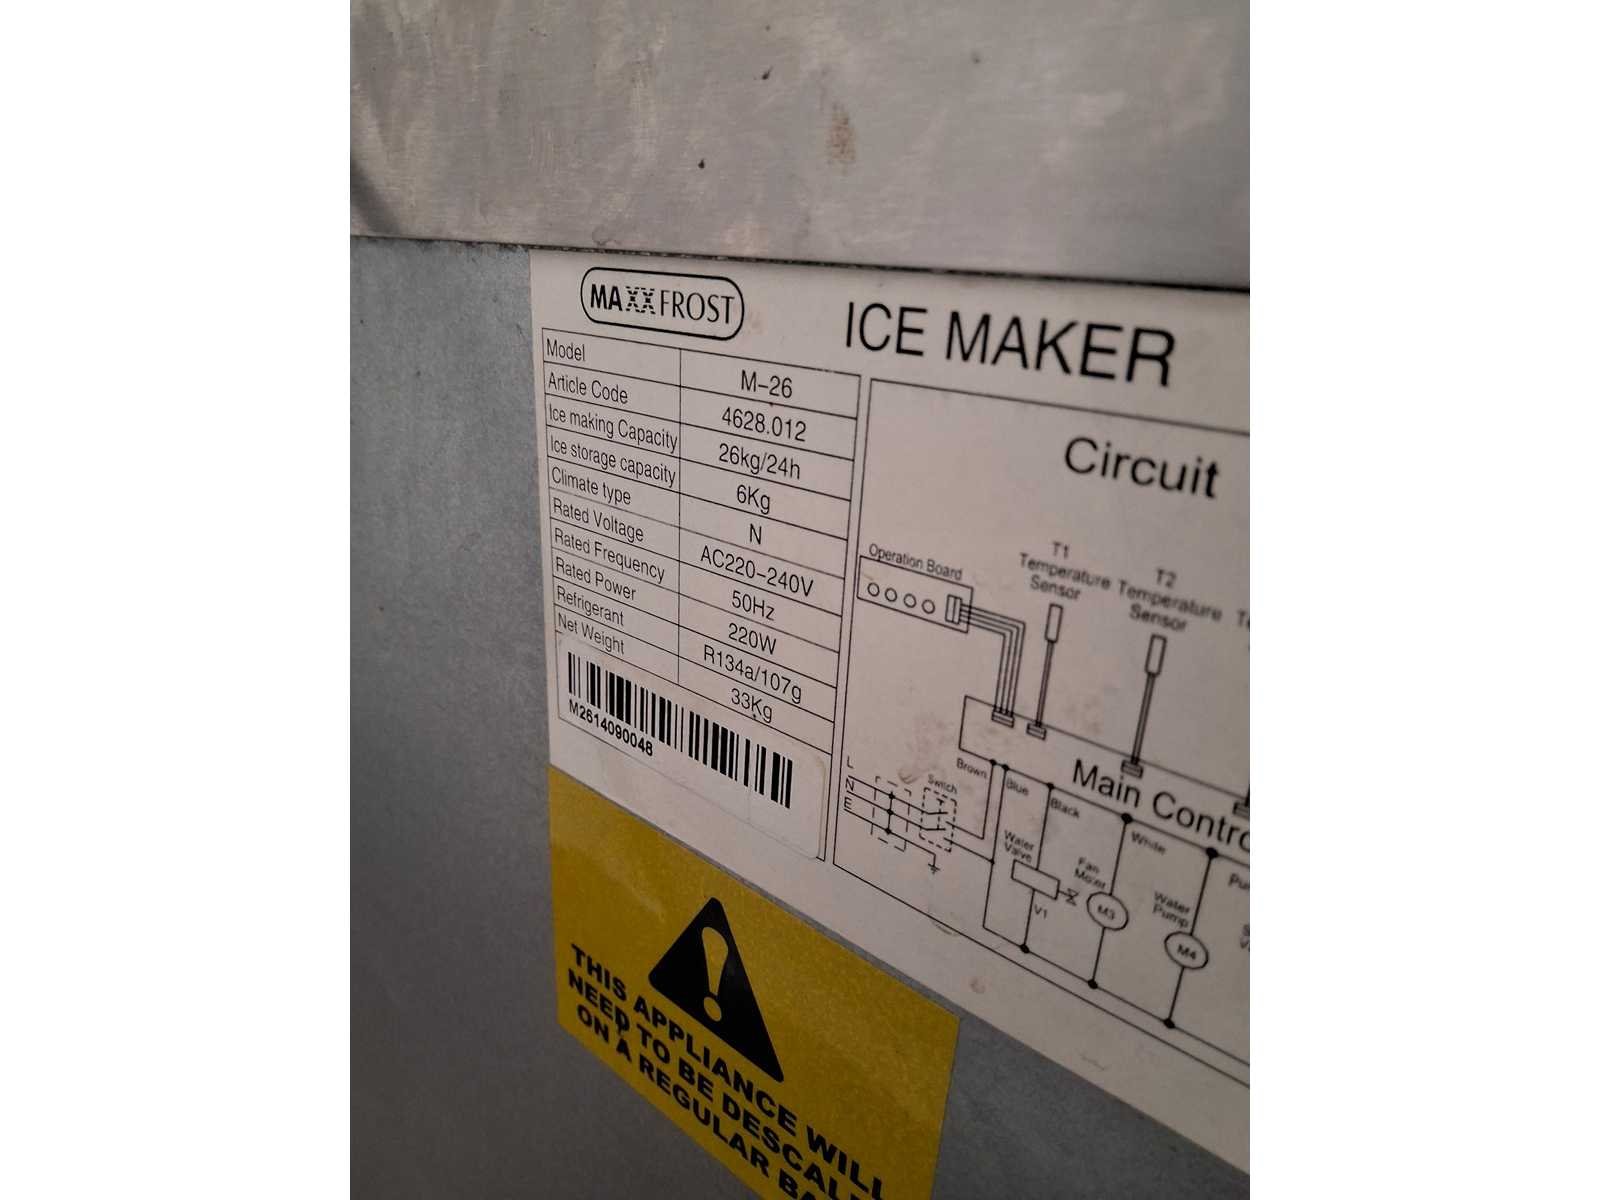 MAXXFROST
ICE MAKER
Model M-26
Article Code 4628.012
Ice making Capacity 26kg/24h
Ice storage capacity 6Kg
Climate type N
Rated Voltage AC220-240V
Rated Frequency 50Hz
Rated Power 220W
Refrigerant R134a/107g
Net Weight 33Kg
M2614090048
Circuit
Operation Board
T1
Temperature
Sensor
T2
Temperature
Sensor
Main Contro
L
N
E
Switch
Brown
Blue
Black
White
Water
Valve
V1
Fan
Moter
M3
Water
Pump
M4
THIS APPLIANCE WILL
NEED TO BE DESCAL
ON A REGULAR BA